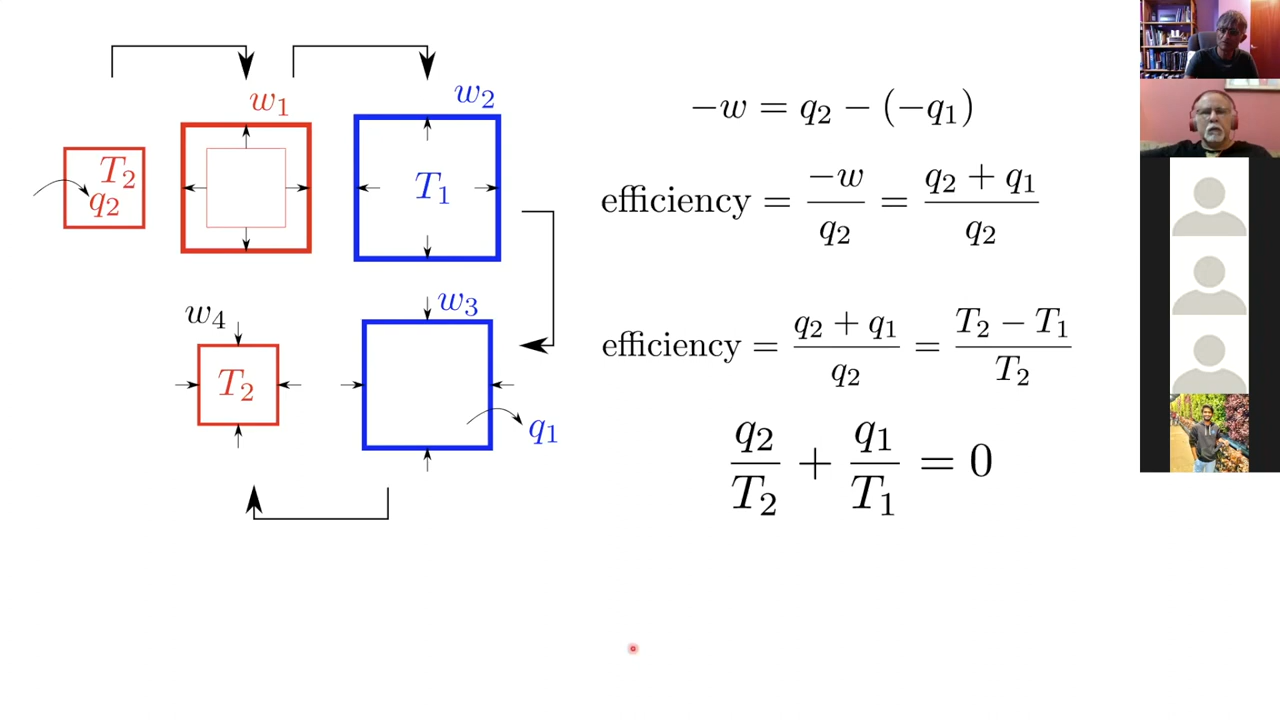 w₁
w₂
T₂
q₂
T₁
w₄
w₃
T₂
q₁
−w = q₂ − (−q₁)
efficiency = −w/q₂ = (q₂ + q₁)/q₂
efficiency = (q₂ + q₁)/q₂ = (T₂ − T₁)/T₂
q₂/T₂ + q₁/T₁ = 0